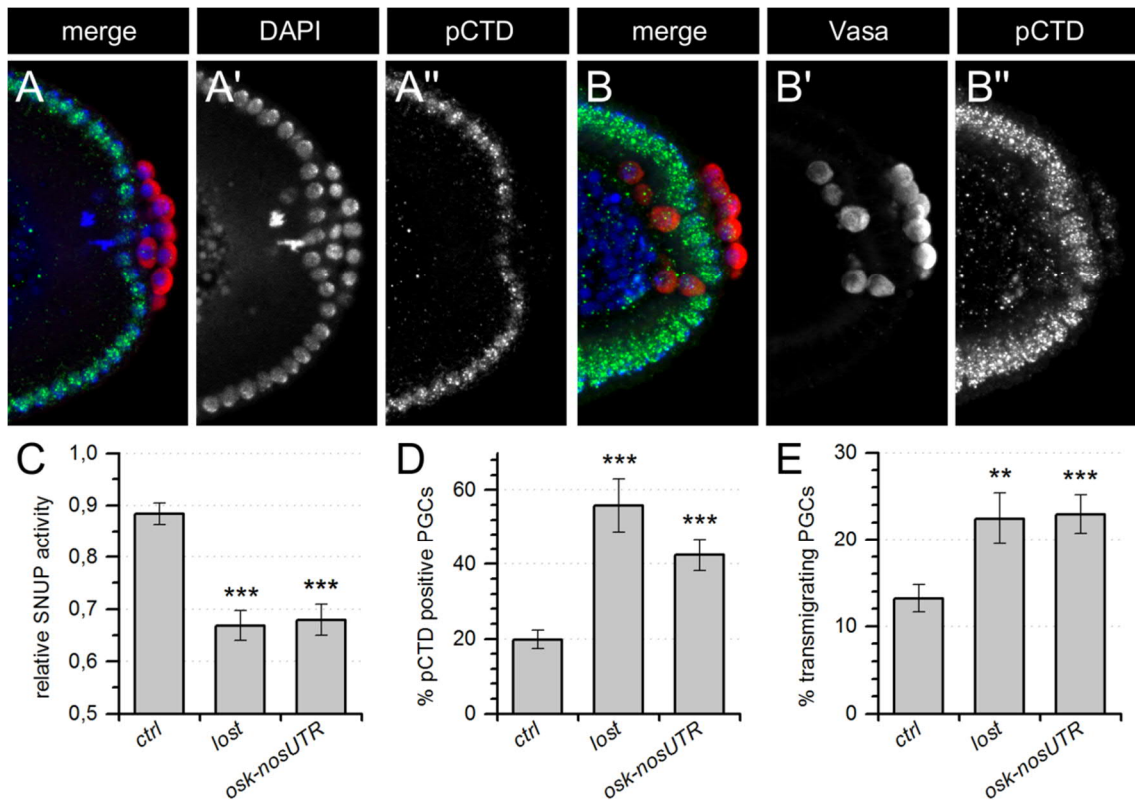 merge DAPI pCTD merge Vasa pCTD
A A' A'' B B' B''
C
relative SNUP activity
1,0
0,9
0,8
0,7
0,6
0,5
***
***
ctrl
lost
osk-nosUTR
D
% pCTD positive PGCs
60
40
20
0
***
***
ctrl
lost
osk-nosUTR
E
% transmigrating PGCs
30
20
10
0
**
***
ctrl
lost
osk-nosUTR